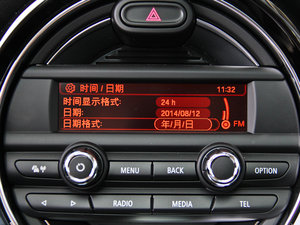 时间 / 日期 11:32
时间显示格式: 24 h
日期: 2014/08/12
日期格式: 年/月/日 FM
MENU BACK OPTION
RADIO MEDIA TEL